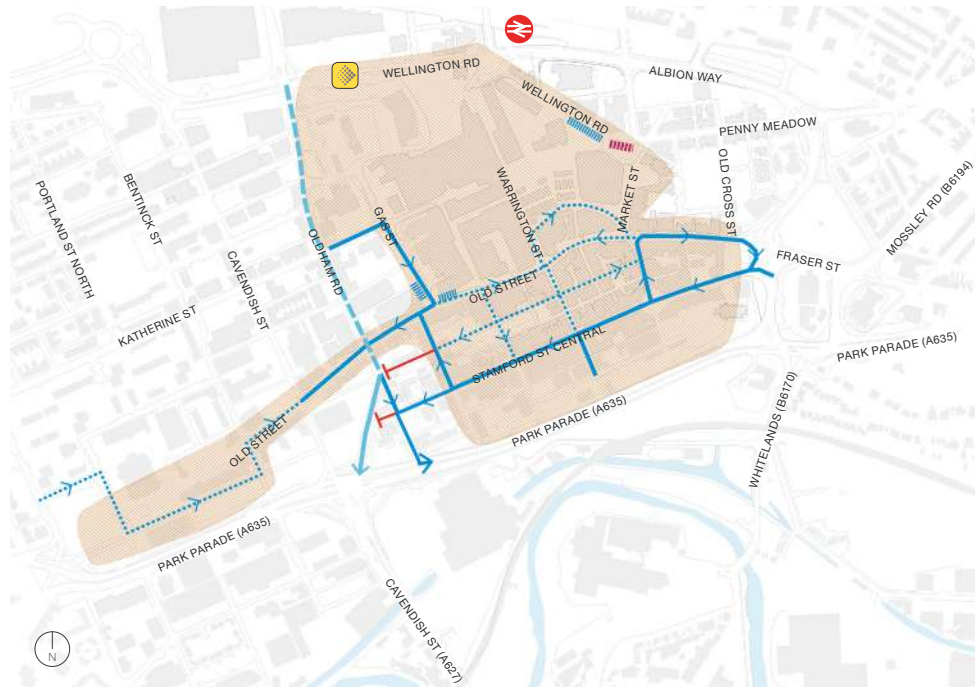 WELLINGTON RD
ALBION WAY
WELLINGTON RD
PENNY MEADOW
OLD CROSS ST
MARKET ST
WARRINGTON ST
MOSSLEY RD (B6194)
PORTLAND ST NORTH
BENTINCK ST
CAVENDISH ST
OLDHAM RD
GAS ST
FRASER ST
OLD STREET
KATHERINE ST
STAMFORD ST CENTRAL
PARK PARADE (A635)
PARK PARADE (A635)
WHITELANDS (B6170)
OLD STREET
PARK PARADE (A635)
CAVENDISH ST (A627)
N